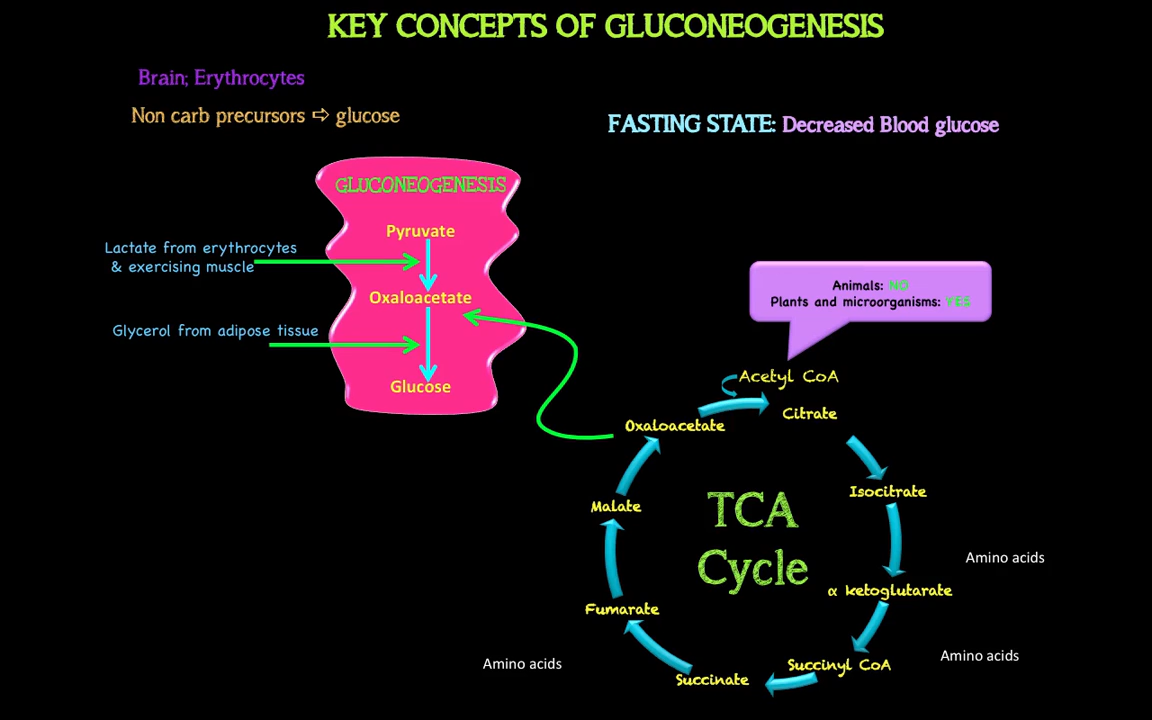 KEY CONCEPTS OF GLUCONEOGENESIS
Brain; Erythrocytes
Non carb precursors ⇨ glucose
FASTING STATE: Decreased Blood glucose
GLUCONEOGENESIS
Pyruvate
Lactate from erythrocytes
& exercising muscle
Oxaloacetate
Glycerol from adipose tissue
Glucose
Animals: NO
Plants and microorganisms: YES
Acetyl CoA
Citrate
Oxaloacetate
Isocitrate
Malate
TCA
Cycle
Amino acids
α ketoglutarate
Fumarate
Amino acids
Succinyl CoA
Amino acids
Succinate